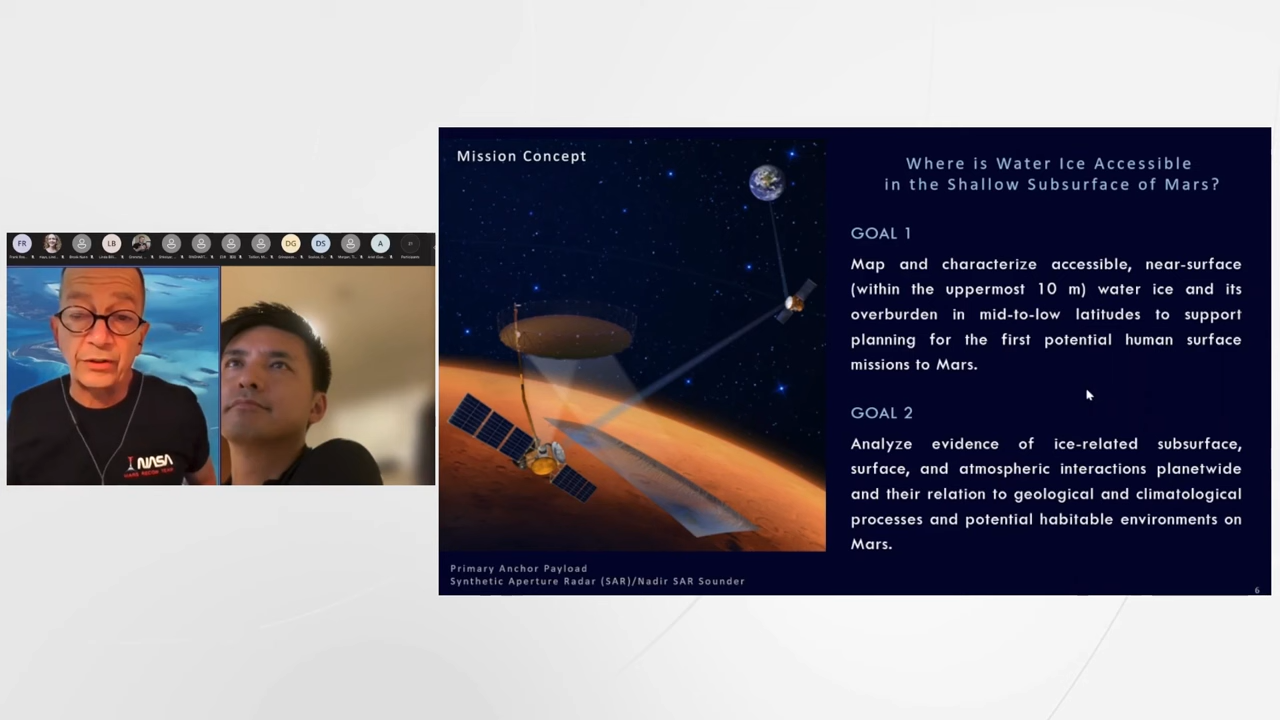 FR
LB
DG
DS
A
Participants
NASA
Mission Concept
Primary Anchor Payload
Synthetic Aperture Radar (SAR)/Nadir SAR Sounder
Where is Water Ice Accessible
in the Shallow Subsurface of Mars?
GOAL 1
Map and characterize accessible, near-surface
(within the uppermost 10 m) water ice and its
overburden in mid-to-low latitudes to support
planning for the first potential human surface
missions to Mars.
GOAL 2
Analyze evidence of ice-related subsurface,
surface, and atmospheric interactions planetwide
and their relation to geological and climatological
processes and potential habitable environments on
Mars.
6